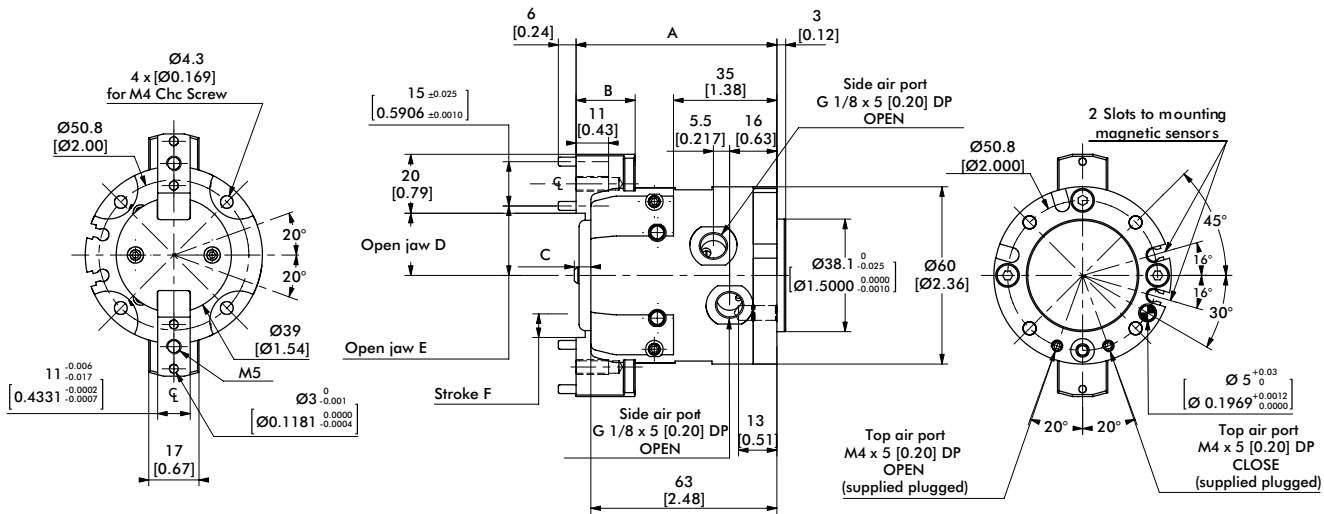 Ø4.3
4 x [Ø0.169]
for M4 Chc Screw
Ø50.8
[Ø2.00]
20°
20°
Ø39
[Ø1.54]
M5
11 -0.006 -0.017
[0.4331 -0.0002 -0.0007]
℄
Ø3 0 -0.001
[Ø0.1181 0.0000 -0.0004]
17
[0.67]
6
[0.24]
A
3
[0.12]
15 ±0.025
[0.5906 ±0.0010]
B
35
[1.38]
11
[0.43]
5.5
[0.217]
16
[0.63]
Side air port
G 1/8 x 5 [0.20] DP
OPEN
20
[0.79]
℄
Open jaw D
C
Ø38.1 0 -0.025
[Ø1.5000 0.0000 -0.0010]
Ø60
[Ø2.36]
Open jaw E
Stroke F
Side air port
G 1/8 x 5 [0.20] DP
OPEN
13
[0.51]
63
[2.48]
2 Slots to mounting
magnetic sensors
Ø50.8
[Ø2.000]
45°
16°
16°
30°
Ø 5 +0.03 0
[Ø 0.1969 +0.0012 0.0000]
20°
20°
Top air port
M4 x 5 [0.20] DP
OPEN
(supplied plugged)
Top air port
M4 x 5 [0.20] DP
CLOSE
(supplied plugged)